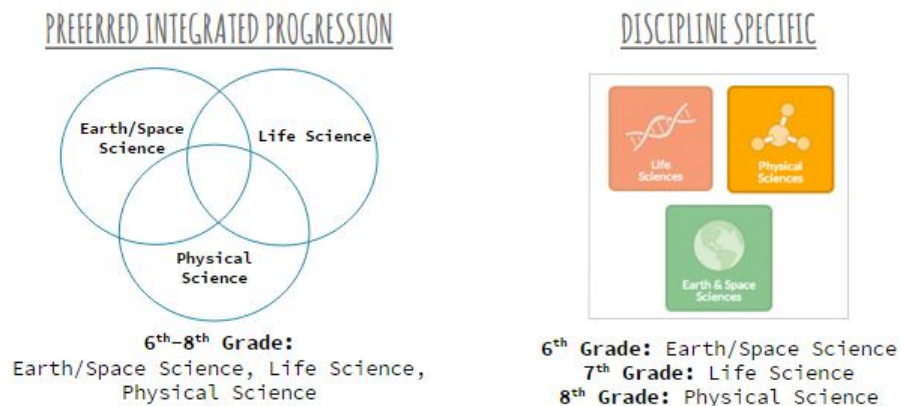 PREFERRED INTEGRATED PROGRESSION
Earth/Space
Science
Life Science
Physical
Science
6th-8th Grade:
Earth/Space Science, Life Science,
Physical Science
DISCIPLINE SPECIFIC
Life
Sciences
Physical
Sciences
Earth & Space
Sciences
6th Grade: Earth/Space Science
7th Grade: Life Science
8th Grade: Physical Science